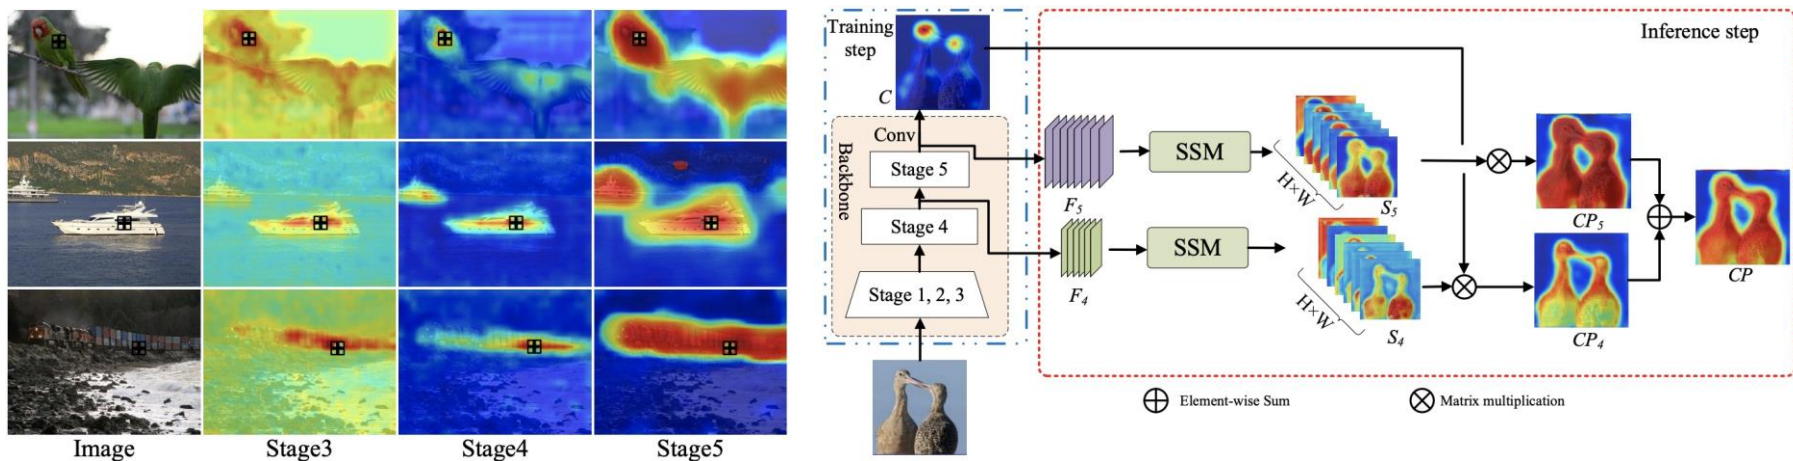 Image
Stage3
Stage4
Stage5
Training
step
C
Backbone
Conv
Stage 5
Stage 4
Stage 1, 2, 3
Inference step
F5
SSM
H×W
S5
CP5
F4
SSM
H×W
S4
CP4
CP
Element-wise Sum
Matrix multiplication